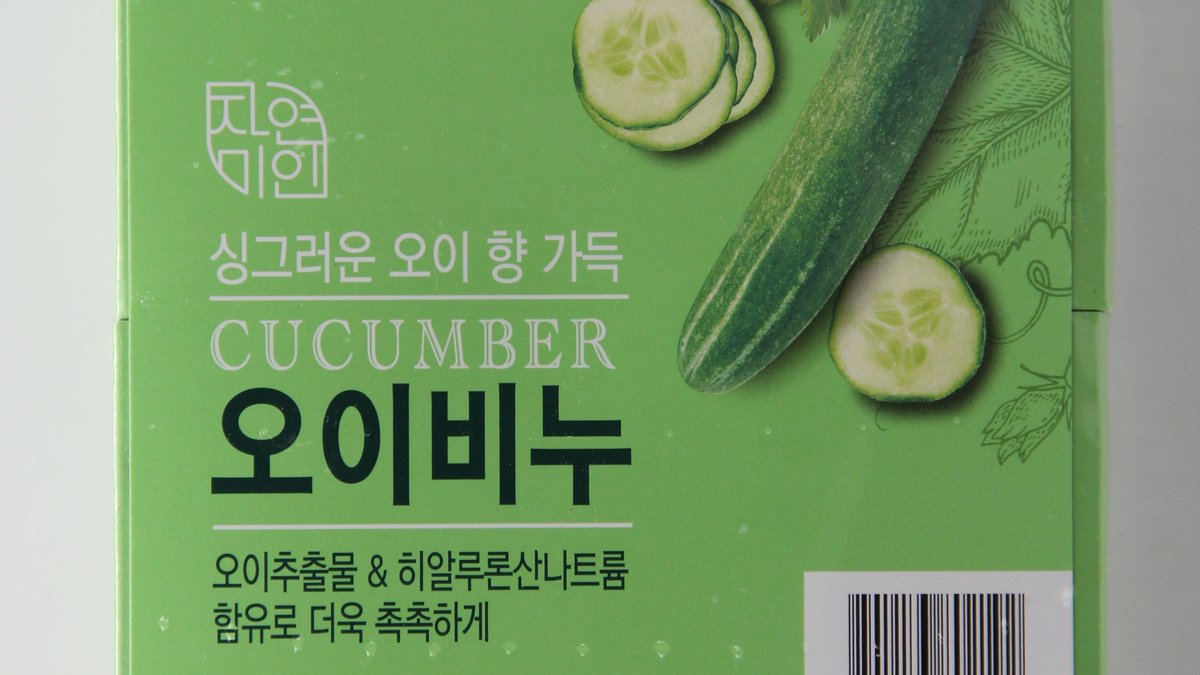 자연
미인
싱그러운 오이 향 가득
CUCUMBER
오이비누
오이추출물 & 히알루론산나트륨
함유로 더욱 촉촉하게